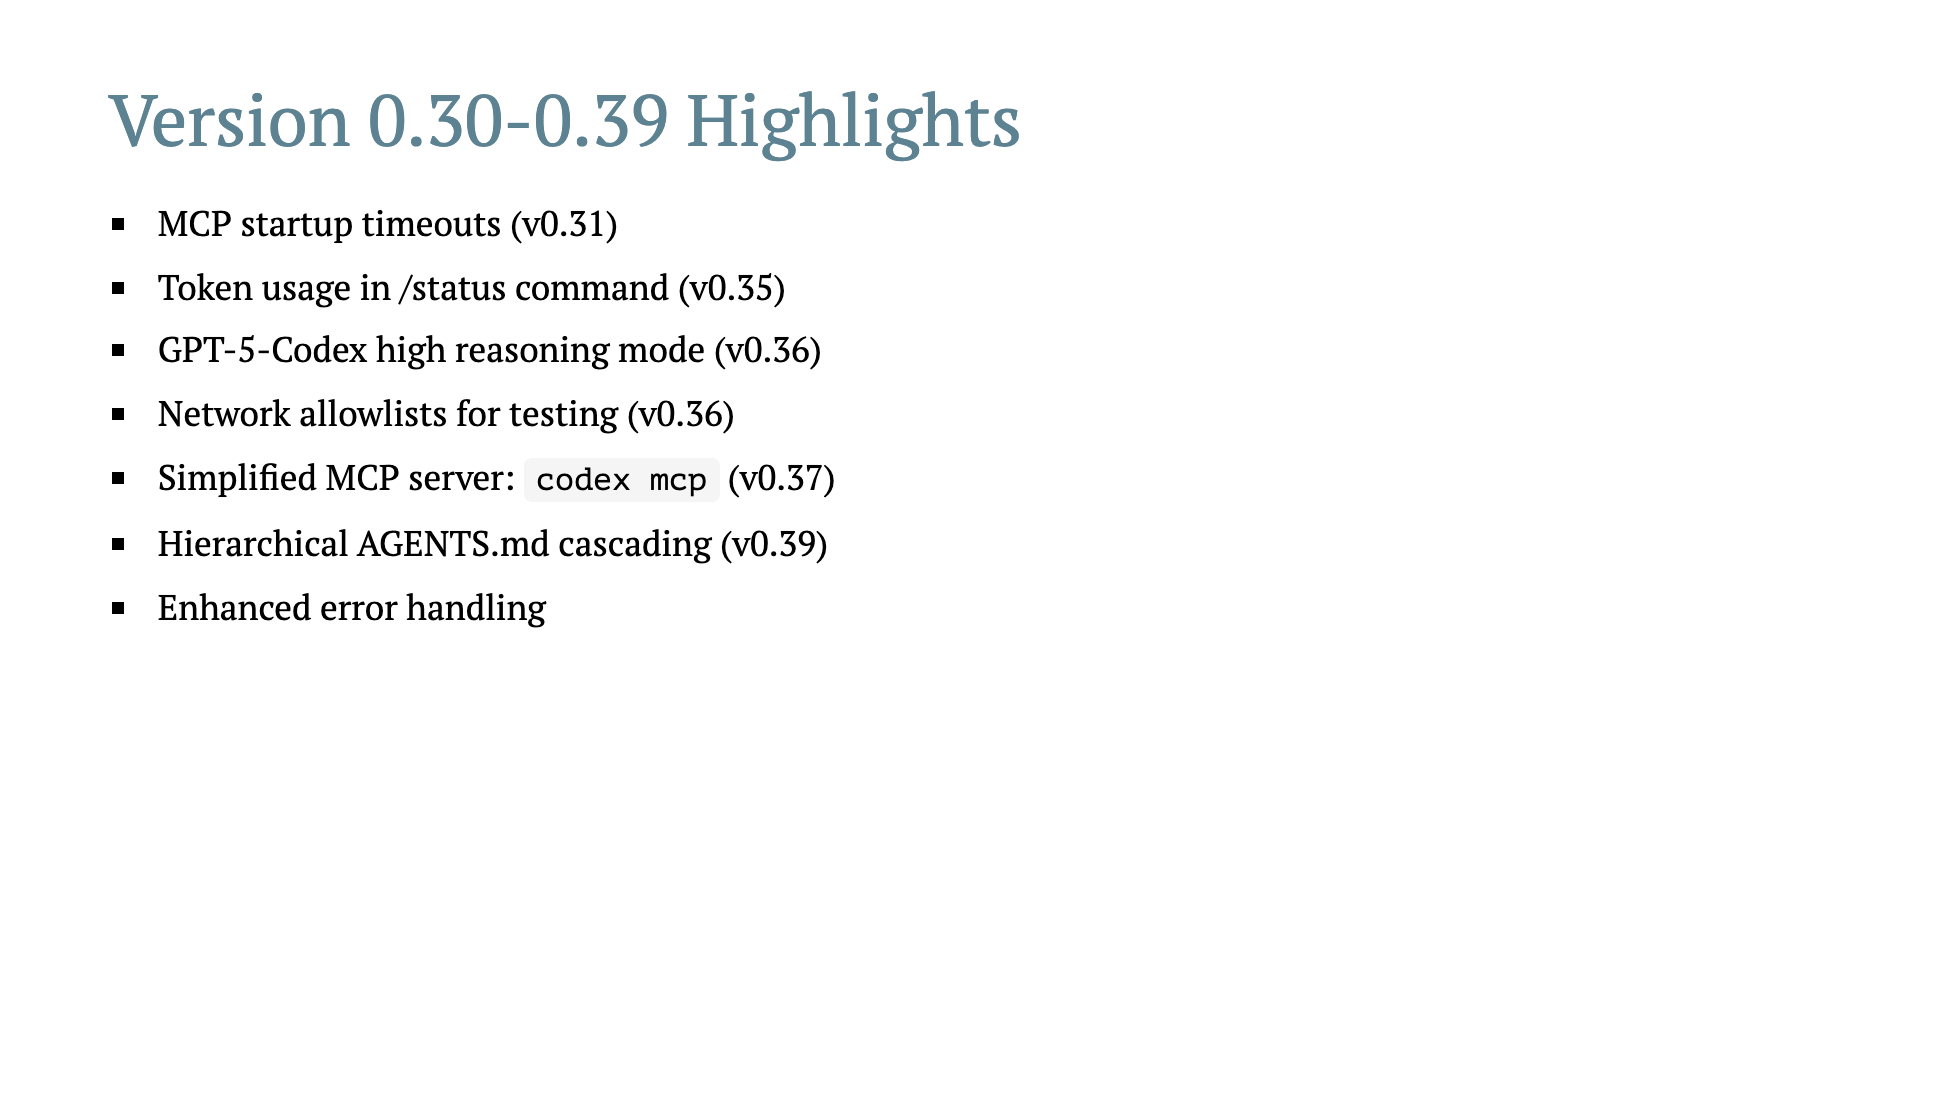 Version 0.30-0.39 Highlights
▪ MCP startup timeouts (v0.31)
▪ Token usage in /status command (v0.35)
▪ GPT-5-Codex high reasoning mode (v0.36)
▪ Network allowlists for testing (v0.36)
▪ Simplified MCP server: codex mcp (v0.37)
▪ Hierarchical AGENTS.md cascading (v0.39)
▪ Enhanced error handling